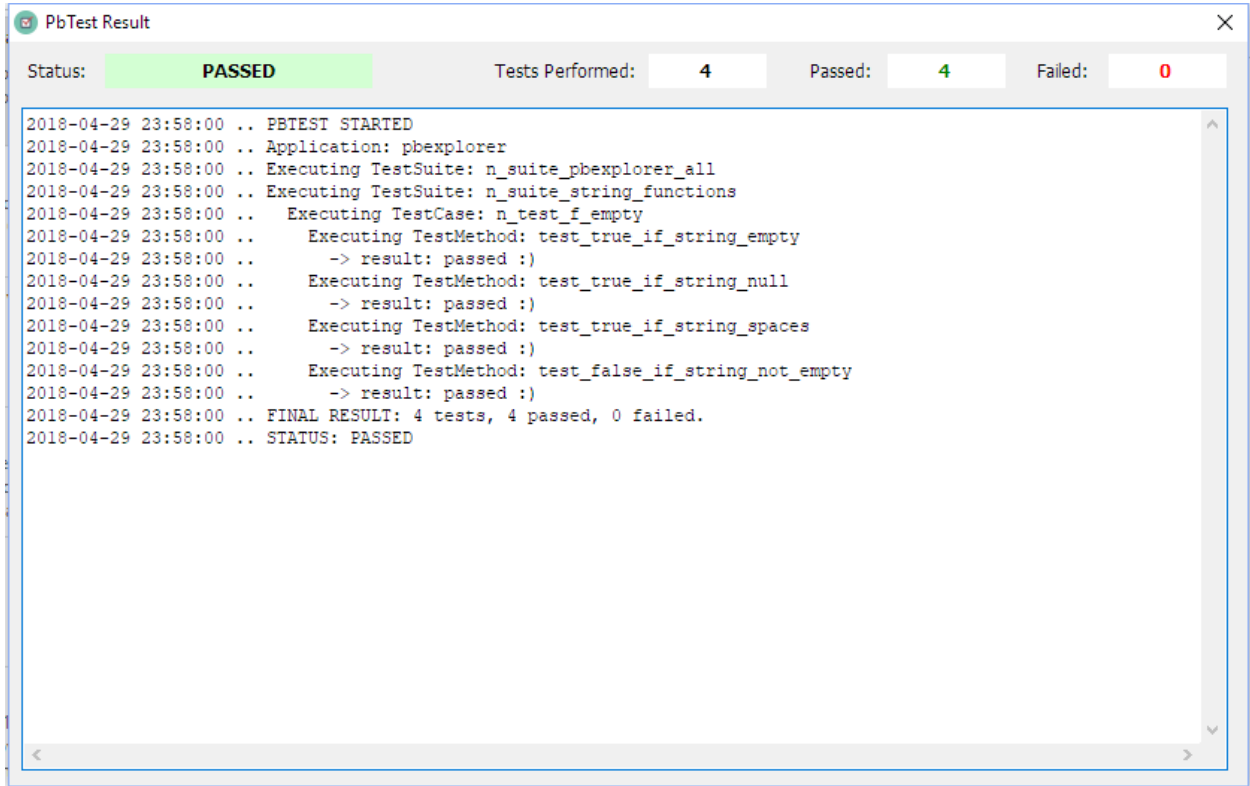 PbTest Result
Status: PASSED Tests Performed: 4 Passed: 4 Failed: 0
2018-04-29 23:58:00 .. PBTEST STARTED
2018-04-29 23:58:00 .. Application: pbexplorer
2018-04-29 23:58:00 .. Executing TestSuite: n_suite_pbexplorer_all
2018-04-29 23:58:00 .. Executing TestSuite: n_suite_string_functions
2018-04-29 23:58:00 ..   Executing TestCase: n_test_f_empty
2018-04-29 23:58:00 ..     Executing TestMethod: test_true_if_string_empty
2018-04-29 23:58:00 ..       -> result: passed :)
2018-04-29 23:58:00 ..     Executing TestMethod: test_true_if_string_null
2018-04-29 23:58:00 ..       -> result: passed :)
2018-04-29 23:58:00 ..     Executing TestMethod: test_true_if_string_spaces
2018-04-29 23:58:00 ..       -> result: passed :)
2018-04-29 23:58:00 ..     Executing TestMethod: test_false_if_string_not_empty
2018-04-29 23:58:00 ..       -> result: passed :)
2018-04-29 23:58:00 .. FINAL RESULT: 4 tests, 4 passed, 0 failed.
2018-04-29 23:58:00 .. STATUS: PASSED